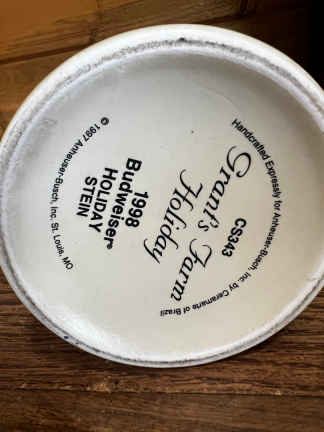 Handcrafted Expressly for Anheuser-Busch, Inc. by Ceramarte of Brazil
Grant's Farm
Holiday
CS343
1998
Budweiser
HOLIDAY
STEIN
© 1997 Anheuser-Busch, Inc. St. Louis, MO